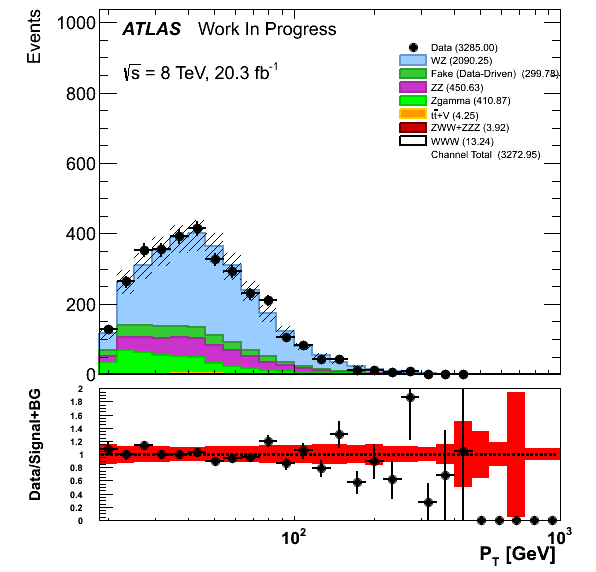 Events
1000
800
600
400
200
0
ATLAS Work In Progress
√s = 8 TeV, 20.3 fb⁻¹
Data (3285.00)
WZ (2090.25)
Fake (Data-Driven) (299.78)
ZZ (450.63)
Zgamma (410.87)
tt̄+V (4.25)
ZWW+ZZZ (3.92)
WWW (13.24)
Channel Total (3272.95)
Data/Signal+BG
2
1.8
1.6
1.4
1.2
1
0.8
0.6
0.4
0.2
0
10²
10³
P_T [GeV]